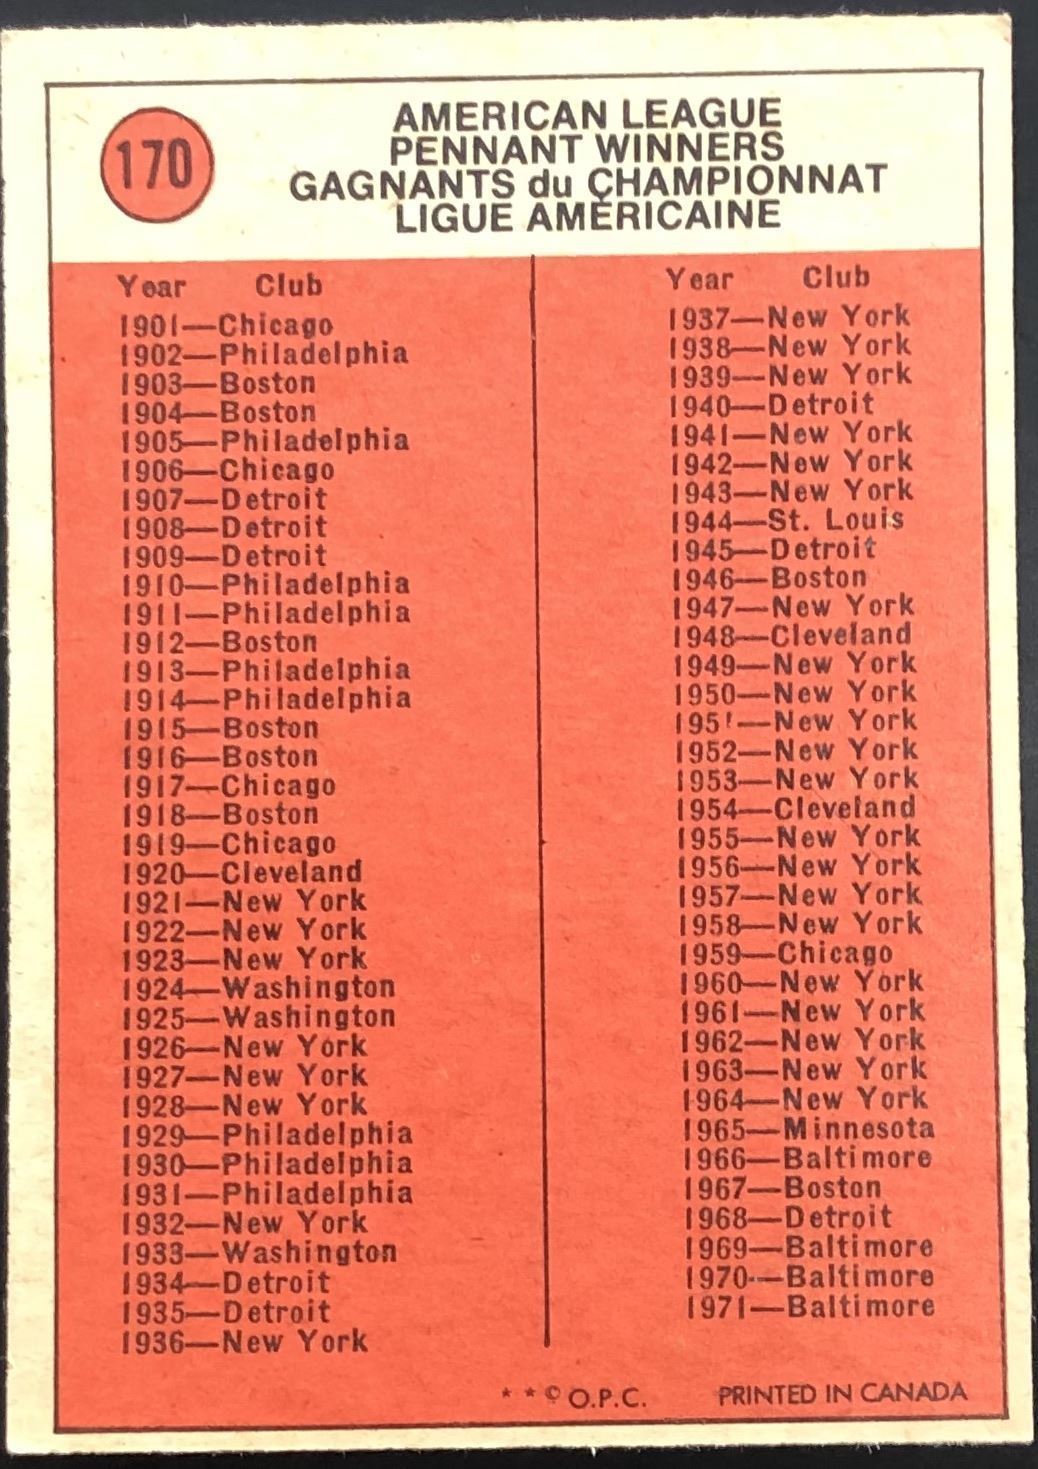 170
AMERICAN LEAGUE
PENNANT WINNERS
GAGNANTS du CHAMPIONNAT
LIGUE AMÉRICAINE
Year Club
1901—Chicago
1902—Philadelphia
1903—Boston
1904—Boston
1905—Philadelphia
1906—Chicago
1907—Detroit
1908—Detroit
1909—Detroit
1910—Philadelphia
1911—Philadelphia
1912—Boston
1913—Philadelphia
1914—Philadelphia
1915—Boston
1916—Boston
1917—Chicago
1918—Boston
1919—Chicago
1920—Cleveland
1921—New York
1922—New York
1923—New York
1924—Washington
1925—Washington
1926—New York
1927—New York
1928—New York
1929—Philadelphia
1930—Philadelphia
1931—Philadelphia
1932—New York
1933—Washington
1934—Detroit
1935—Detroit
1936—New York
Year Club
1937—New York
1938—New York
1939—New York
1940—Detroit
1941—New York
1942—New York
1943—New York
1944—St. Louis
1945—Detroit
1946—Boston
1947—New York
1948—Cleveland
1949—New York
1950—New York
1951—New York
1952—New York
1953—New York
1954—Cleveland
1955—New York
1956—New York
1957—New York
1958—New York
1959—Chicago
1960—New York
1961—New York
1962—New York
1963—New York
1964—New York
1965—Minnesota
1966—Baltimore
1967—Boston
1968—Detroit
1969—Baltimore
1970—Baltimore
1971—Baltimore
* * © O.P.C. PRINTED IN CANADA